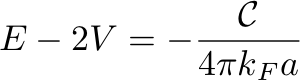 $E - 2V = -\frac{\mathcal{C}}{4\pi k_F a}$